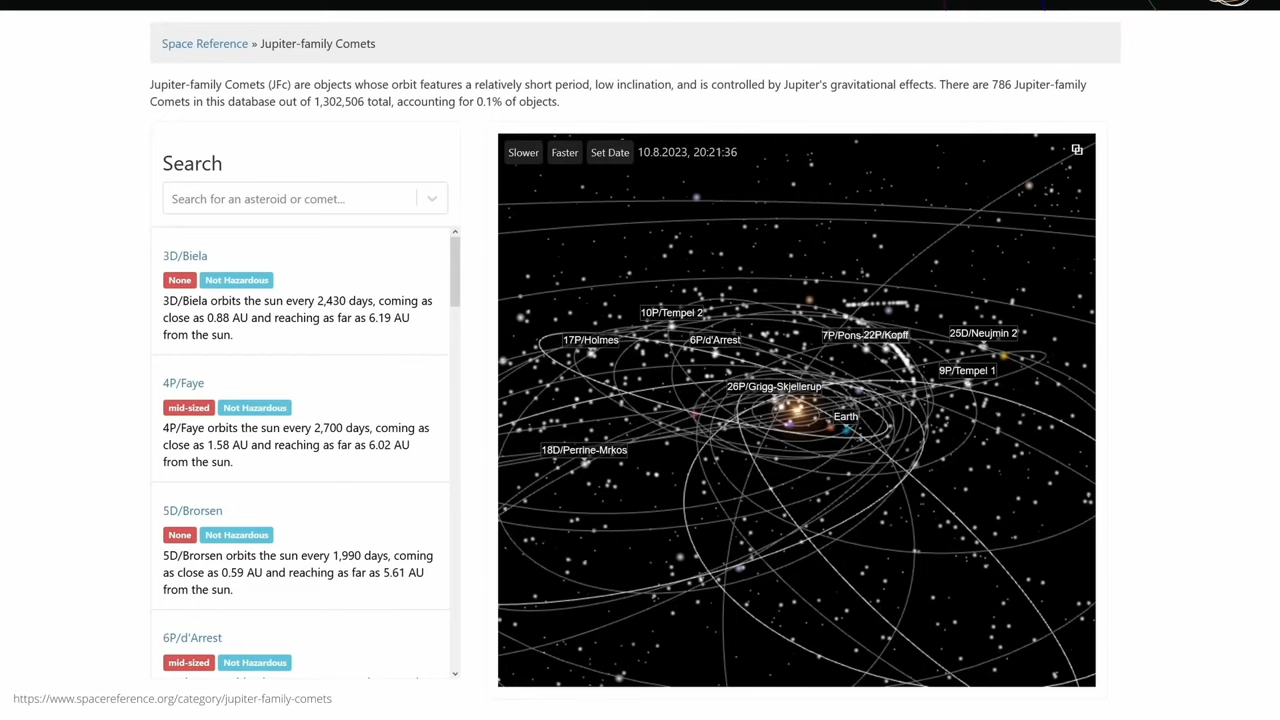 Space Reference » Jupiter-family Comets
Jupiter-family Comets (JFc) are objects whose orbit features a relatively short period, low inclination, and is controlled by Jupiter's gravitational effects. There are 786 Jupiter-family
Comets in this database out of 1,302,506 total, accounting for 0.1% of objects.
Search
Search for an asteroid or comet...
3D/Biela
None Not Hazardous
3D/Biela orbits the sun every 2,430 days, coming as
close as 0.88 AU and reaching as far as 6.19 AU
from the sun.
4P/Faye
mid-sized Not Hazardous
4P/Faye orbits the sun every 2,700 days, coming as
close as 1.58 AU and reaching as far as 6.02 AU
from the sun.
5D/Brorsen
None Not Hazardous
5D/Brorsen orbits the sun every 1,990 days, coming
as close as 0.59 AU and reaching as far as 5.61 AU
from the sun.
6P/d'Arrest
mid-sized Not Hazardous
Slower Faster Set Date 10.8.2023, 20:21:36
10P/Tempel 2
17P/Holmes
6P/d'Arrest
7P/Pons-22P/Kopff
25D/Neujmin 2
9P/Tempel 1
26P/Grigg-Skjellerup
Earth
18D/Perrine-Mrkos
https://www.spacereference.org/category/jupiter-family-comets